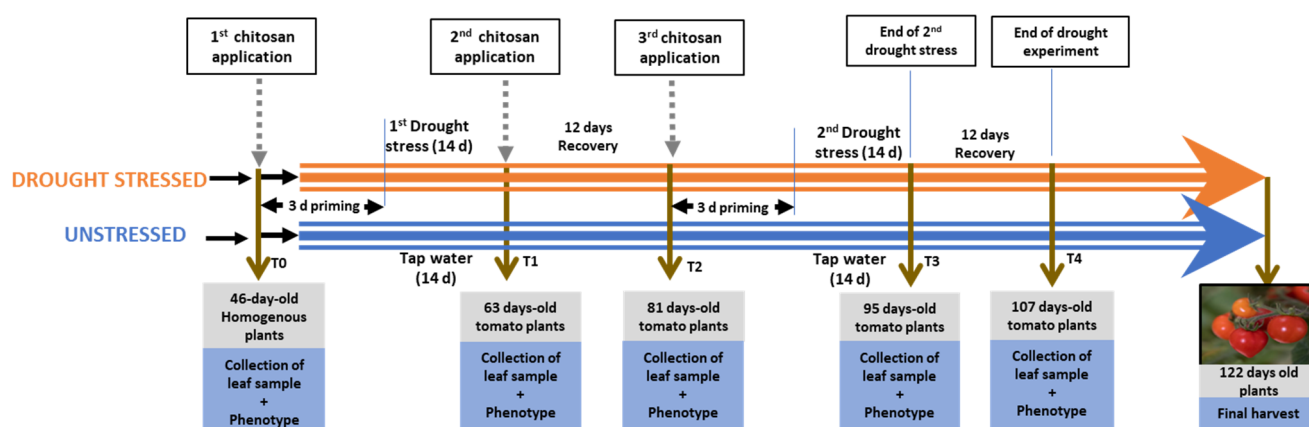 1st chitosan
application
2nd chitosan
application
3rd chitosan
application
End of 2nd
drought stress
End of drought
experiment
1st Drought
stress (14 d)
12 days
Recovery
2nd Drought
stress (14 d)
12 days
Recovery
DROUGHT STRESSED
3 d priming
3 d priming
UNSTRESSED
T0
Tap water
(14 d)
T1
T2
Tap water
(14 d)
T3
T4
46-day-old
Homogenous
plants
Collection of
leaf sample
+
Phenotype
63 days-old
tomato plants
Collection of
leaf sample
+
Phenotype
81 days-old
tomato plants
Collection of
leaf sample
+
Phenotype
95 days-old
tomato plants
Collection of
leaf sample
+
Phenotype
107 days-old
tomato plants
Collection of
leaf sample
+
Phenotype
122 days old
plants
Final harvest